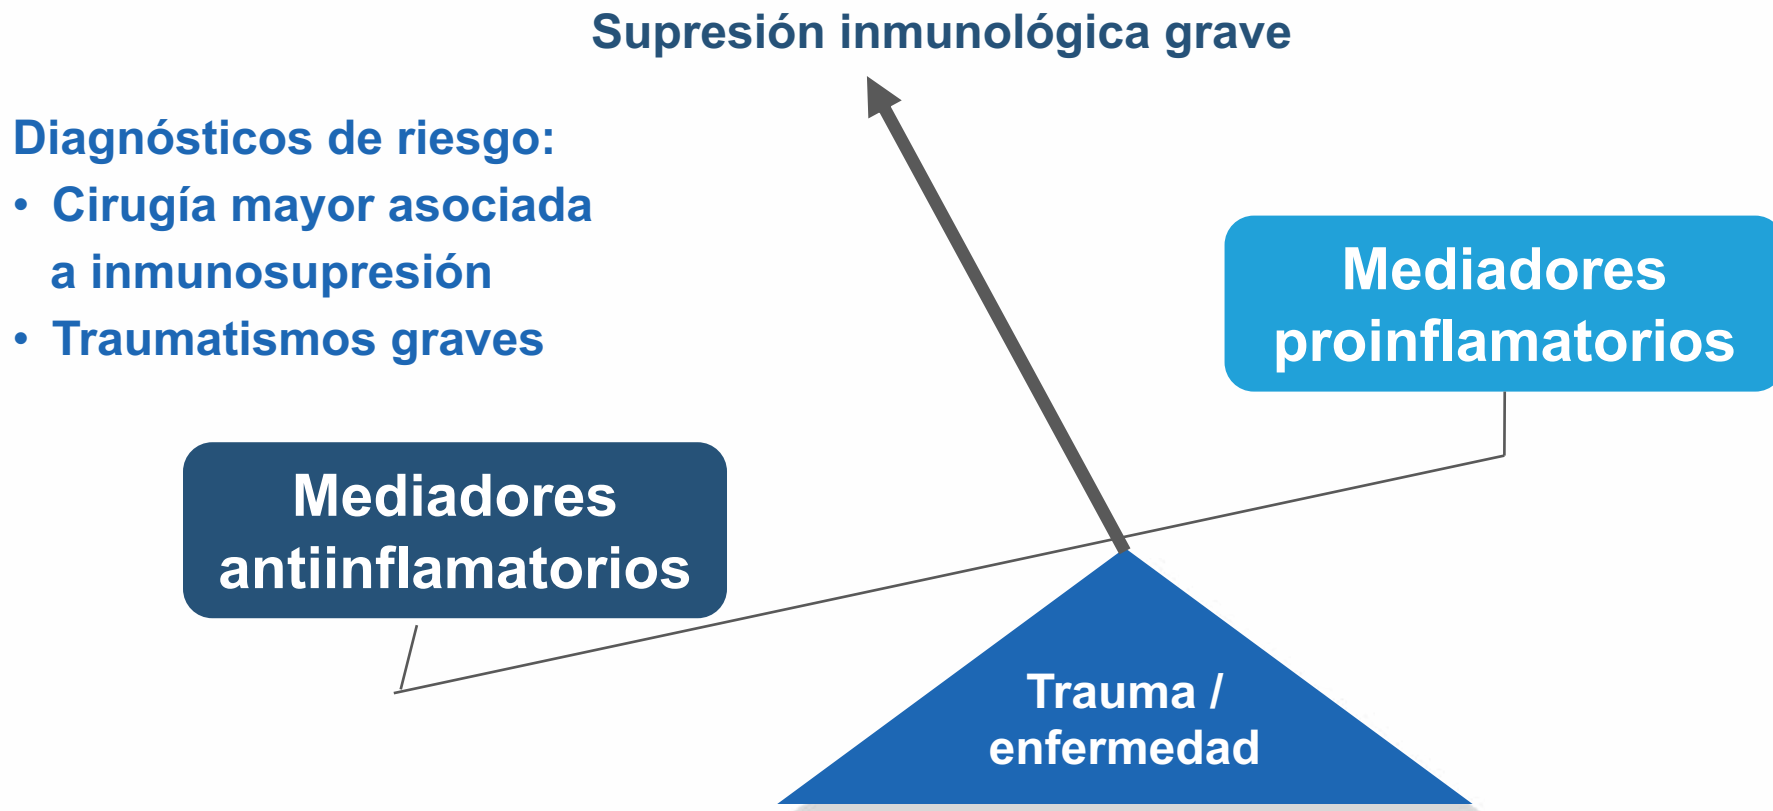 Supresión inmunológica grave
Diagnósticos de riesgo:
• Cirugía mayor asociada
a inmunosupresión
• Traumatismos graves
Mediadores
proinflamatorios
Mediadores
antiinflamatorios
Trauma /
enfermedad